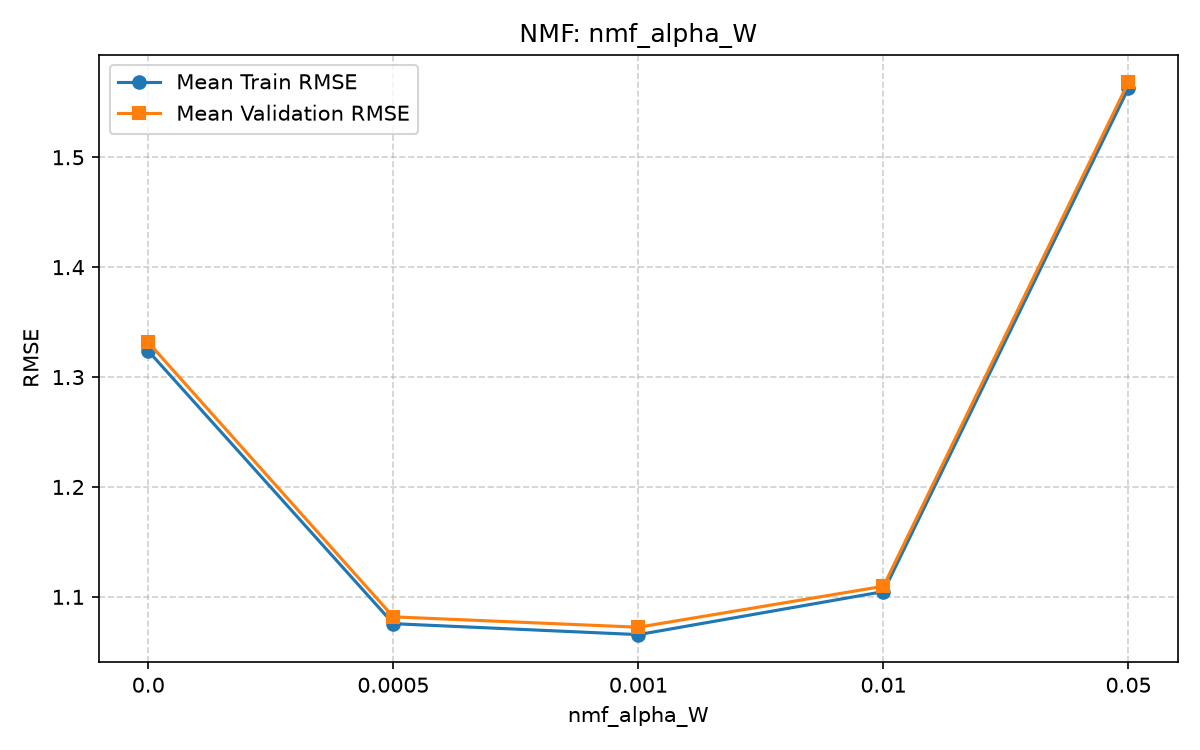 NMF: nmf_alpha_W
Mean Train RMSE
Mean Validation RMSE
RMSE
1.5
1.4
1.3
1.2
1.1
0.0 0.0005 0.001 0.01 0.05
nmf_alpha_W